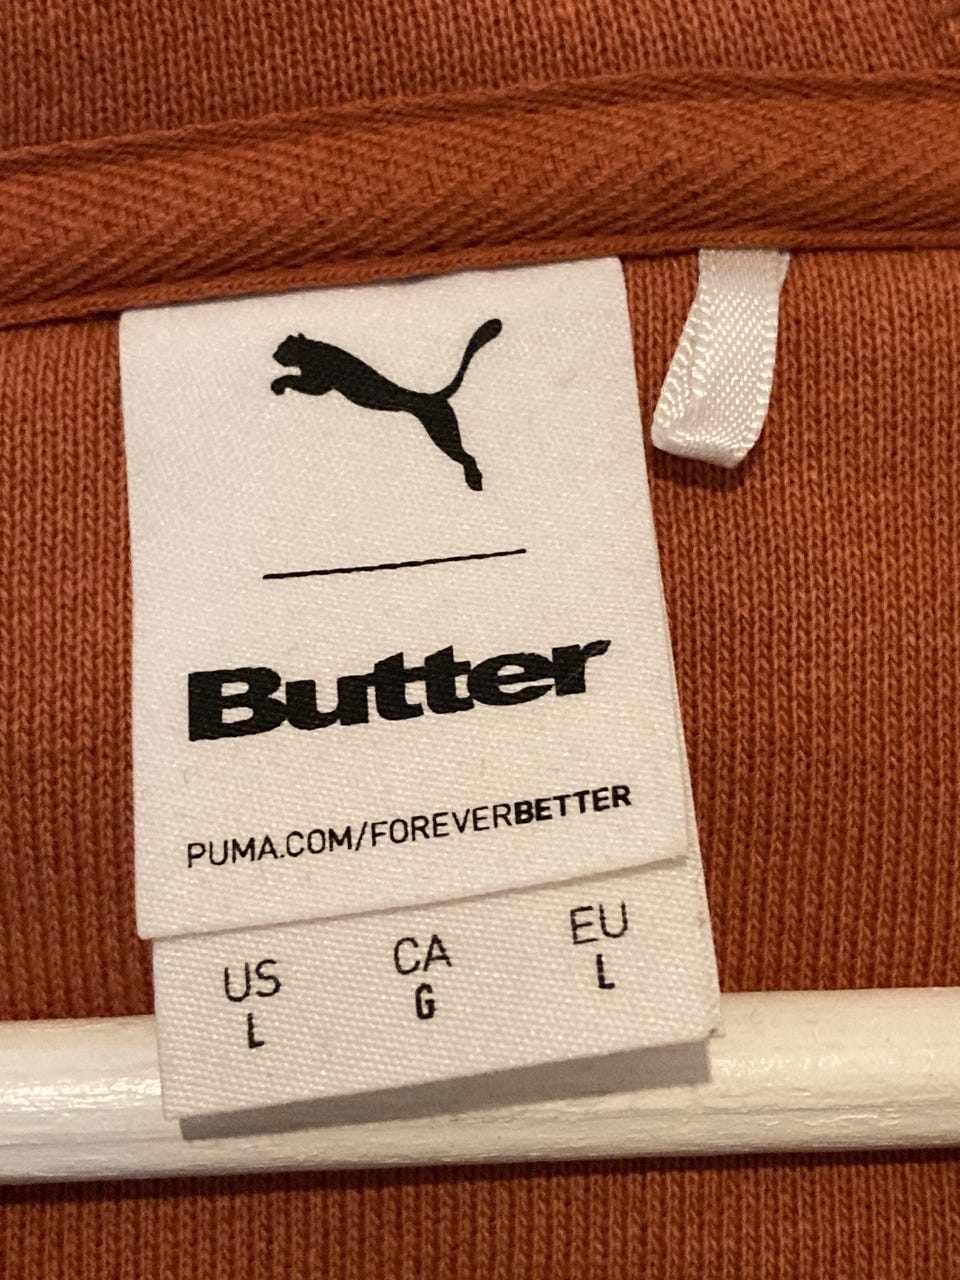 Butter
PUMA.COM/FOREVERBETTER
US CA EU
L G L